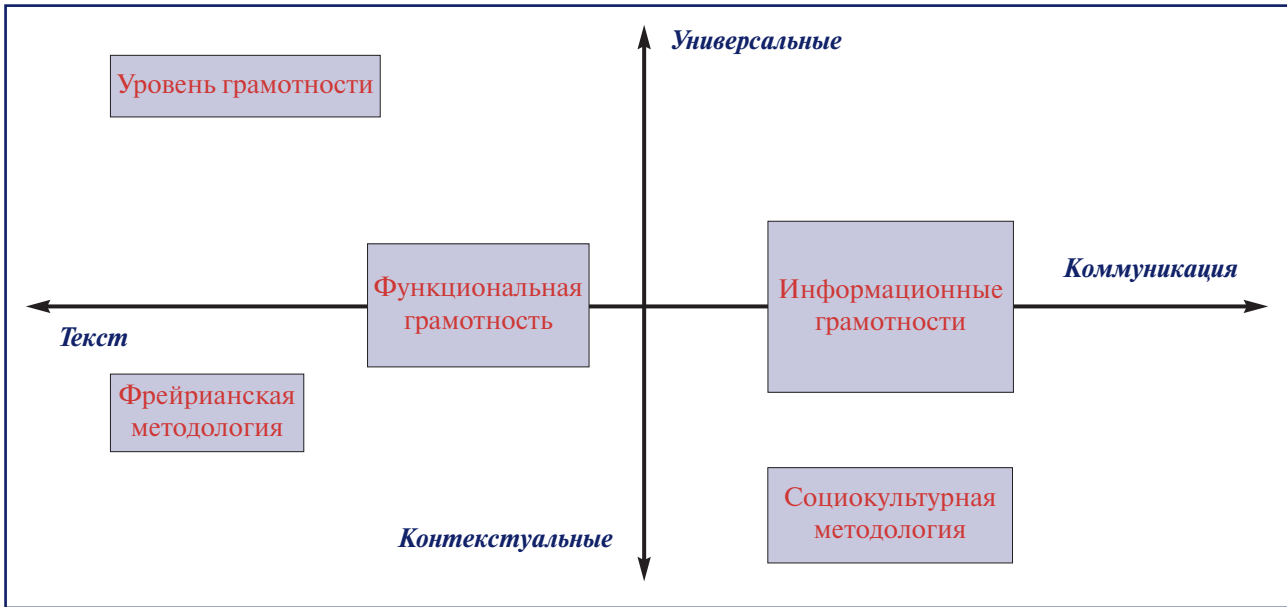 Универсальные
Уровень грамотности
Коммуникация
Функциональная
грамотность
Информационные
грамотности
Текст
Фрейрианская
методология
Социокультурная
методология
Контекстуальные